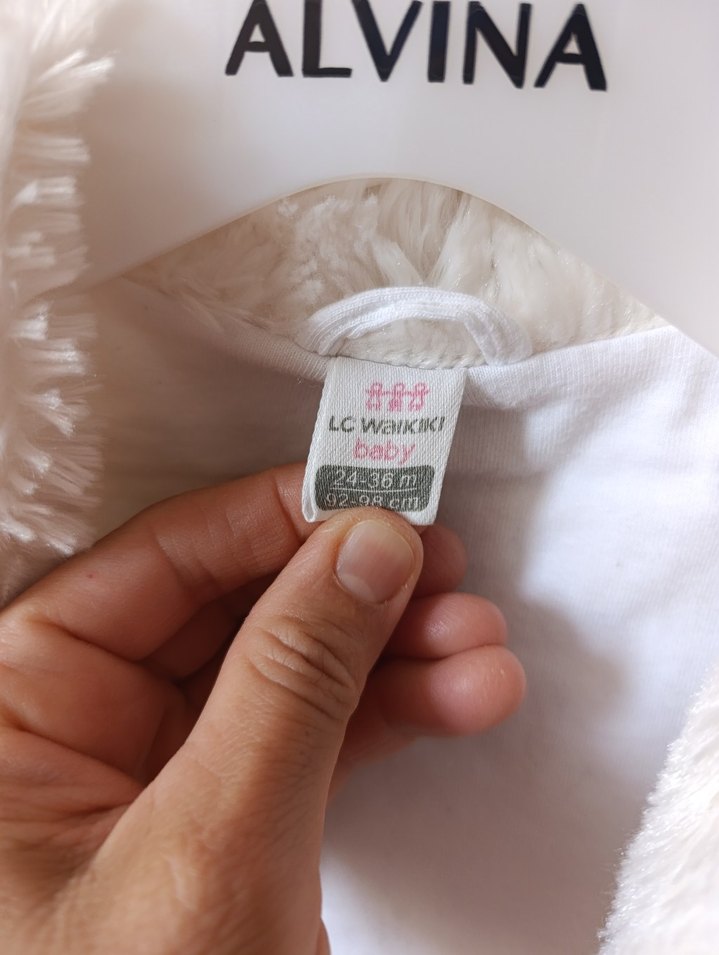 ALVINA
LC WAIKIKI
baby
24-36 m
92-98 cm